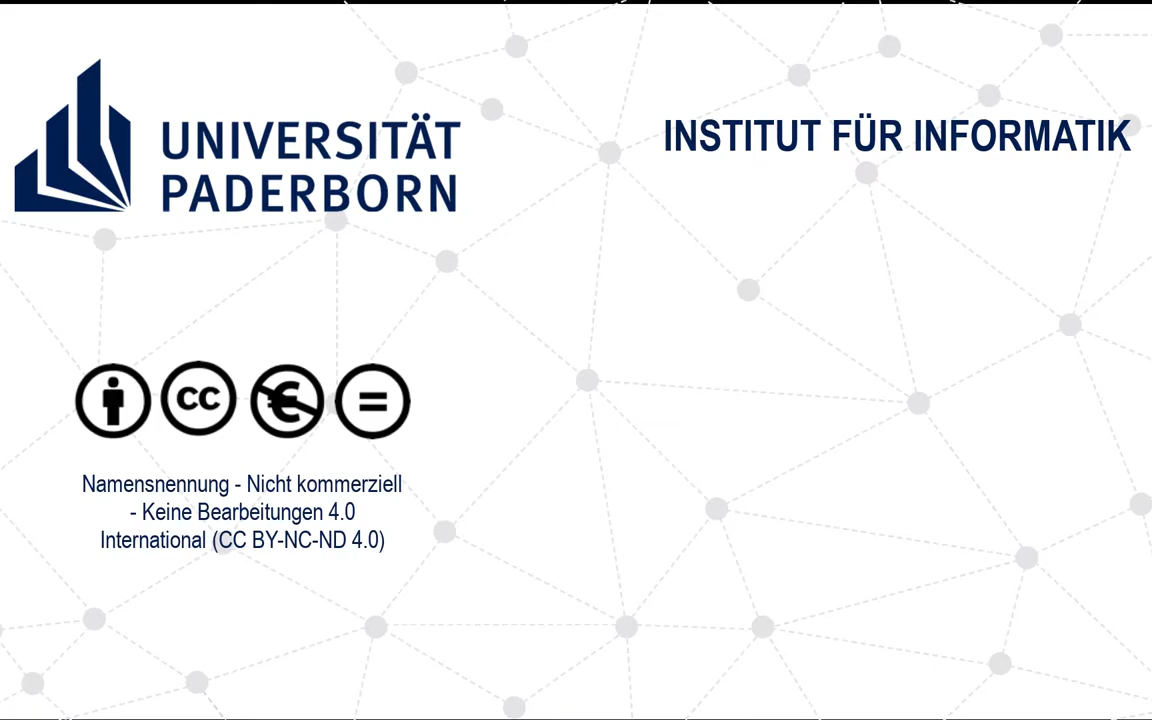 UNIVERSITÄT
PADERBORN
INSTITUT FÜR INFORMATIK
cc
€
=
Namensnennung - Nicht kommerziell
- Keine Bearbeitungen 4.0
International (CC BY-NC-ND 4.0)